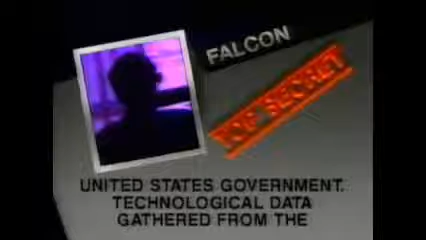 FALCON
TOP SECRET
UNITED STATES GOVERNMENT.
TECHNOLOGICAL DATA
GATHERED FROM THE